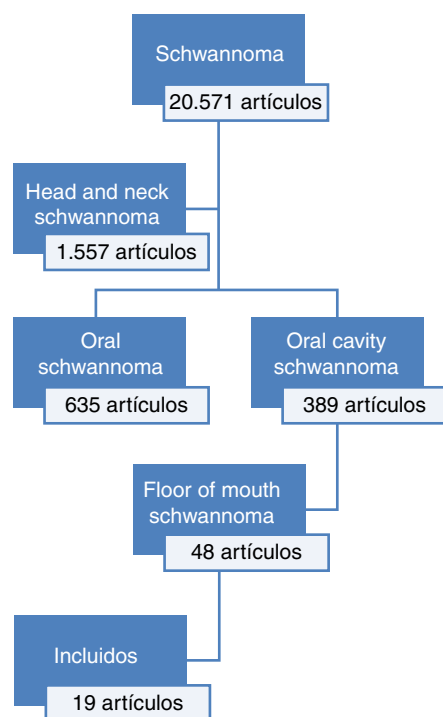 Schwannoma
20.571 artículos
Head and neck
schwannoma
1.557 artículos
Oral
schwannoma
635 artículos
Oral cavity
schwannoma
389 artículos
Floor of mouth
schwannoma
48 artículos
Incluidos
19 artículos